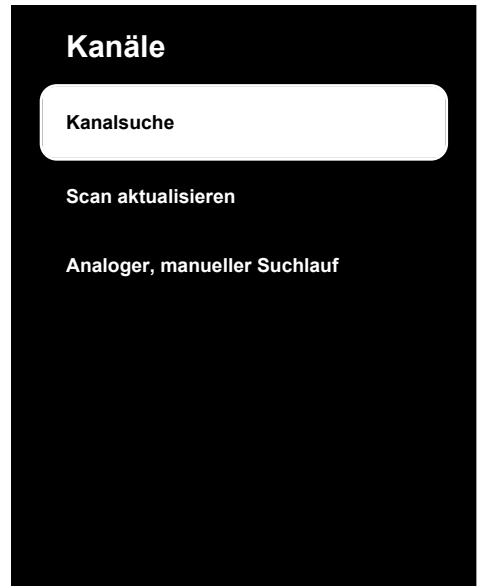 Kanäle
Kanalsuche
Scan aktualisieren
Analoger, manueller Suchlauf